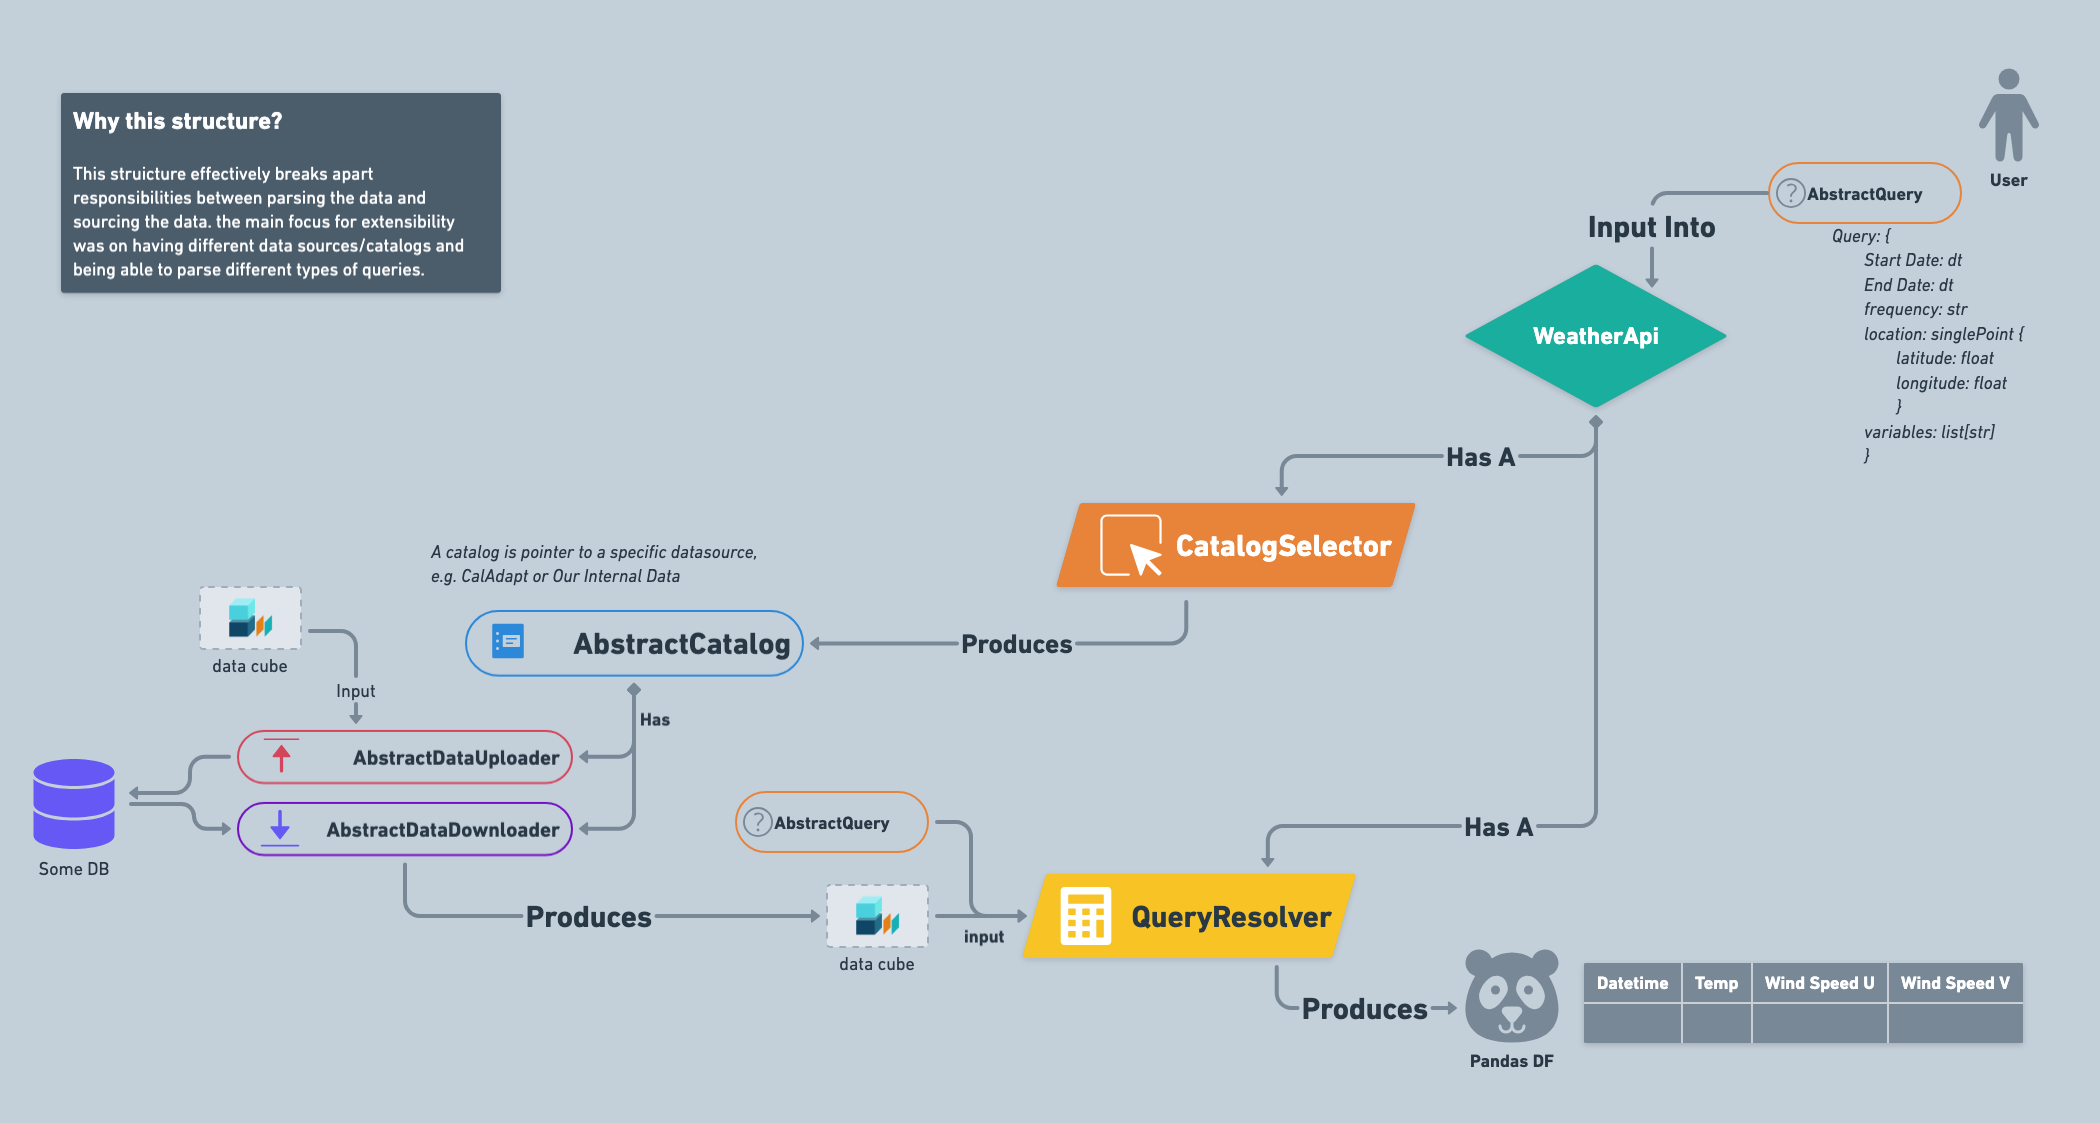 Why this structure?
This struicture effectively breaks apart
responsibilities between parsing the data and
sourcing the data. the main focus for extensibility
was on having different data sources/catalogs and
being able to parse different types of queries.
User
AbstractQuery
Input Into
Query: {
Start Date: dt
End Date: dt
frequency: str
location: singlePoint {
latitude: float
longitude: float
}
variables: list[str]
}
WeatherApi
Has A
CatalogSelector
A catalog is pointer to a specific datasource,
e.g. CalAdapt or Our Internal Data
AbstractCatalog
Produces
data cube
Input
Has
AbstractDataUploader
AbstractDataDownloader
Some DB
AbstractQuery
Has A
Produces
data cube
input
QueryResolver
Produces
Pandas DF
Datetime Temp Wind Speed U Wind Speed V